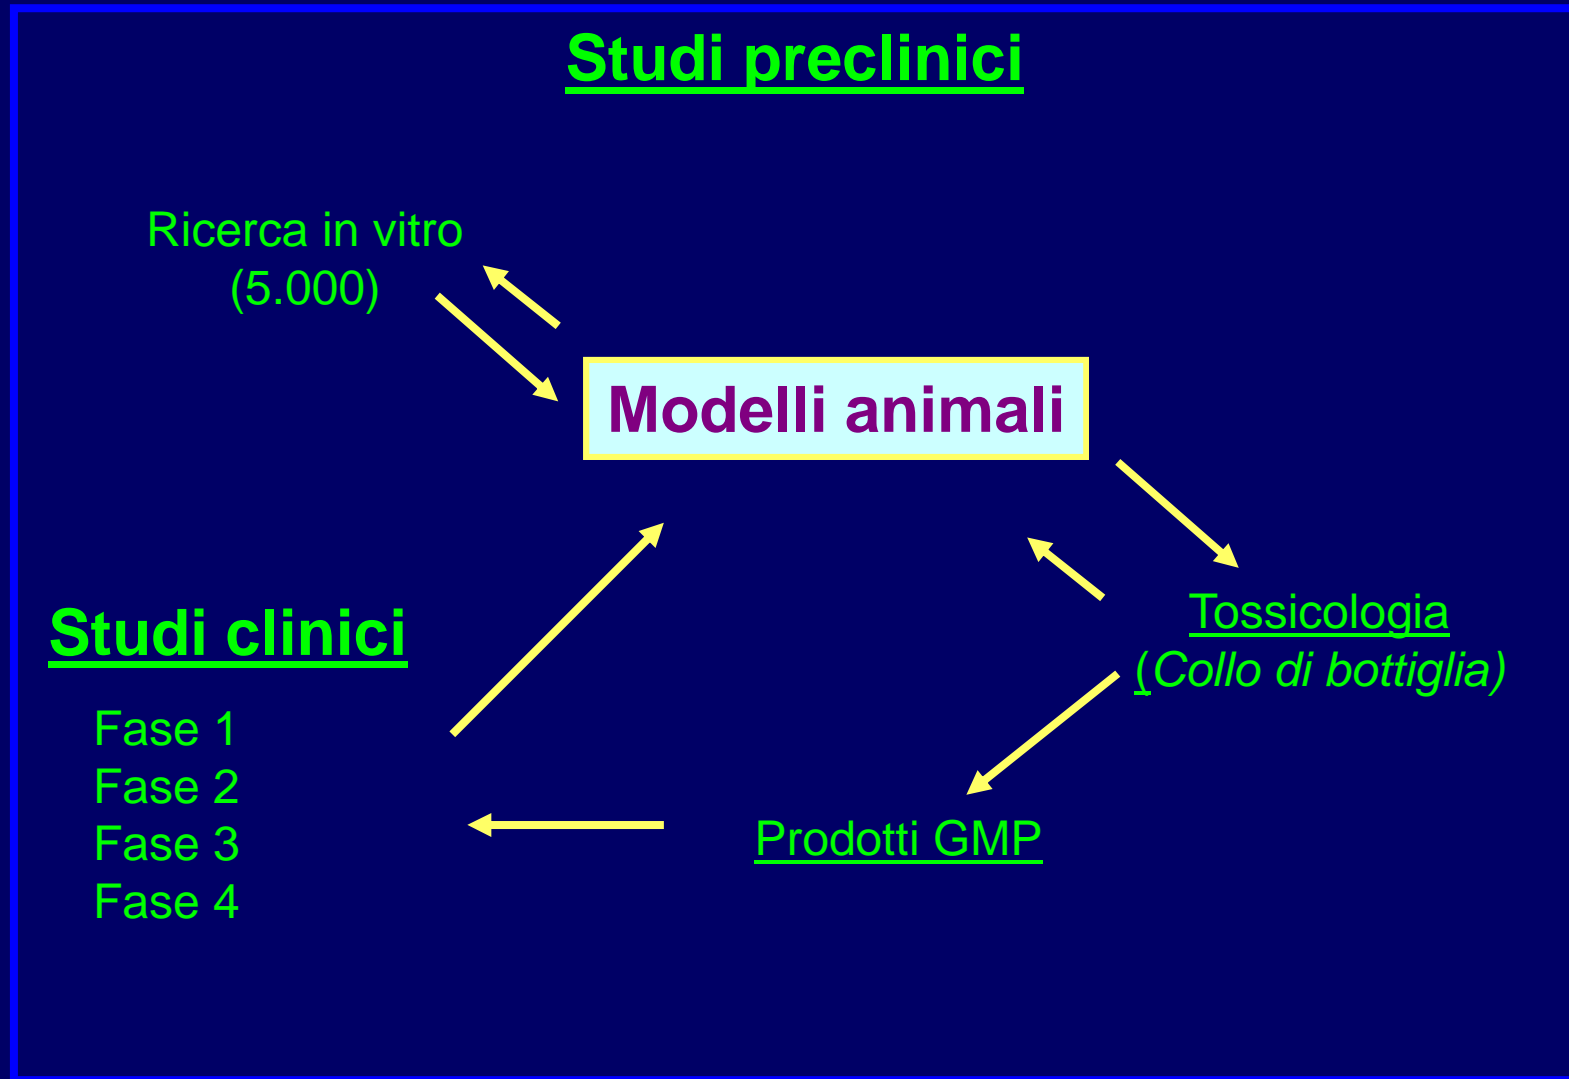 Studi preclinici
Ricerca in vitro
(5.000)
Modelli animali
Tossicologia
(Collo di bottiglia)
Studi clinici
Fase 1
Fase 2
Fase 3
Fase 4
Prodotti GMP